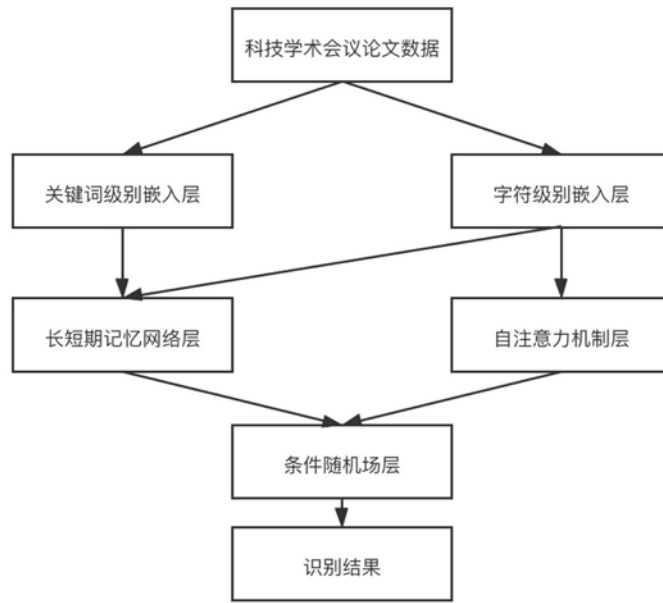 科技学术会议论文数据
关键词级别嵌入层
字符级别嵌入层
长短期记忆网络层
自注意力机制层
条件随机场层
识别结果